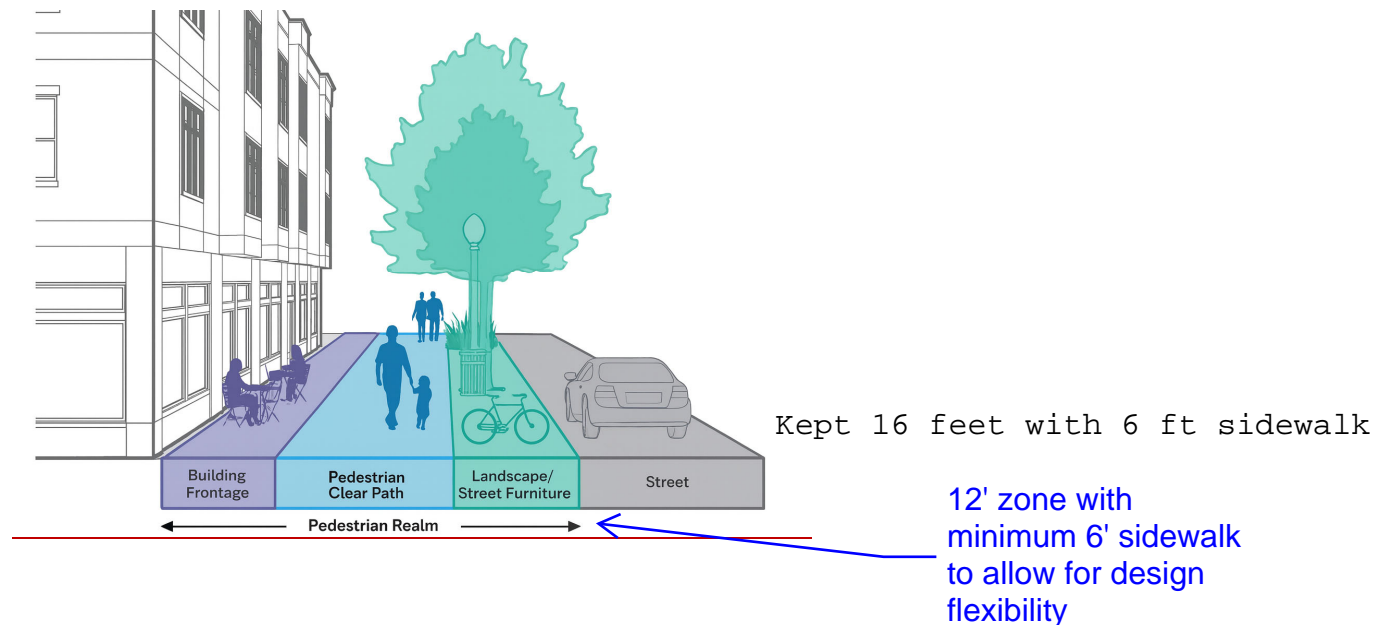 Kept 16 feet with 6 ft sidewalk
Building
Frontage
Pedestrian
Clear Path
Landscape/
Street Furniture
Street
Pedestrian Realm
12' zone with
minimum 6' sidewalk
to allow for design
flexibility